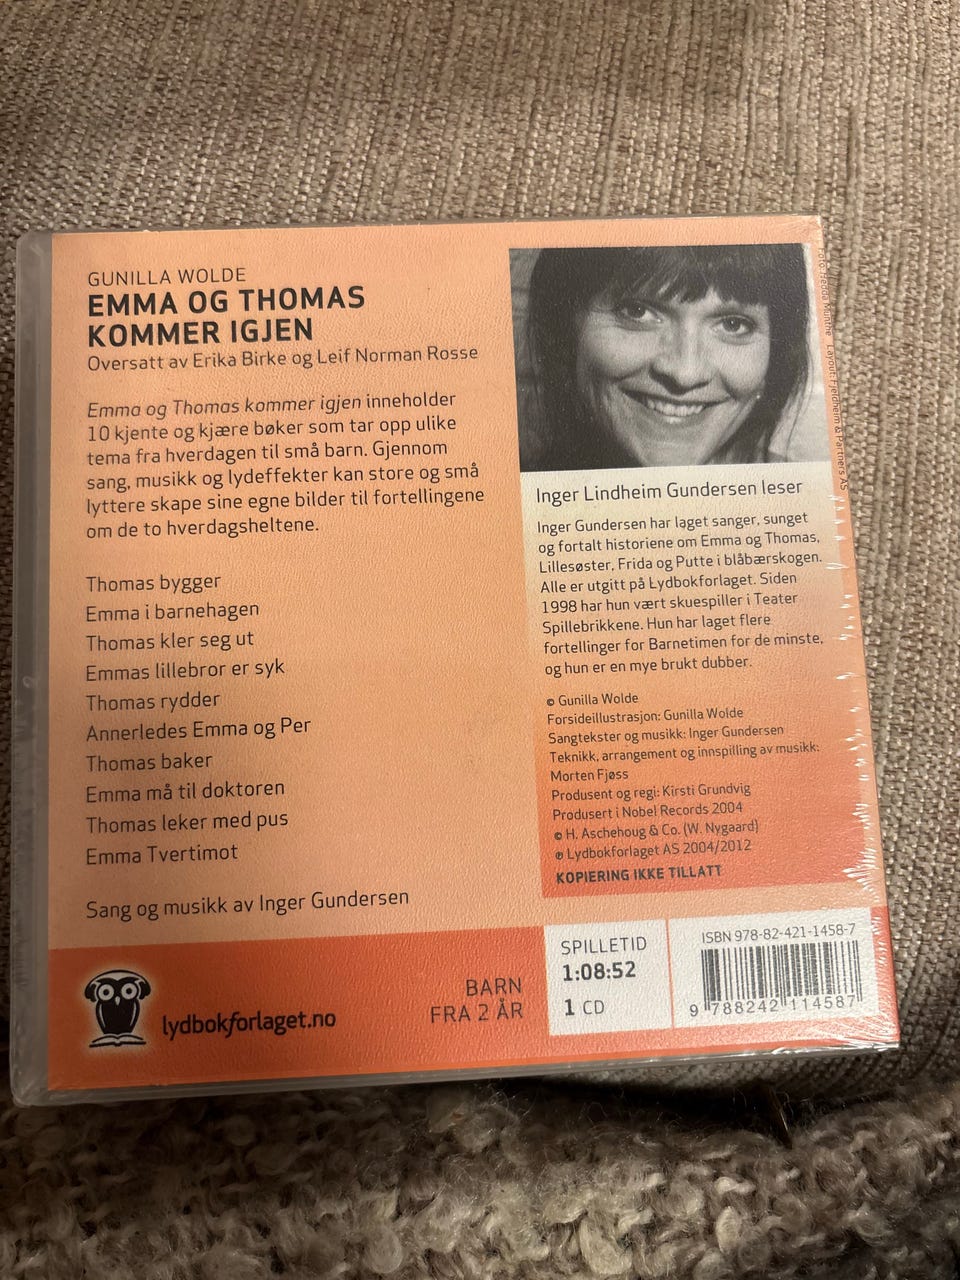 GUNILLA WOLDE
EMMA OG THOMAS
KOMMER IGJEN
Oversatt av Erika Birke og Leif Norman Rosse
Emma og Thomas kommer igjen inneholder
10 kjente og kjære bøker som tar opp ulike
tema fra hverdagen til små barn. Gjennom
sang, musikk og lydeffekter kan store og små
lyttere skape sine egne bilder til fortellingene
om de to hverdagsheltene.
Thomas bygger
Emma i barnehagen
Thomas kler seg ut
Emmas lillebror er syk
Thomas rydder
Annerledes Emma og Per
Thomas baker
Emma må til doktoren
Thomas leker med pus
Emma Tvertimot
Sang og musikk av Inger Gundersen
Foto: Hedda Munthe Layout: Fjeldheim & Partners AS
Inger Lindheim Gundersen leser
Inger Gundersen har laget sanger, sunget
og fortalt historiene om Emma og Thomas,
Lillesøster, Frida og Putte i blåbærskogen.
Alle er utgitt på Lydbokforlaget. Siden
1998 har hun vært skuespiller i Teater
Spillebrikkene. Hun har laget flere
fortellinger for Barnetimen for de minste,
og hun er en mye brukt dubber.
© Gunilla Wolde
Forsideillustrasjon: Gunilla Wolde
Sangtekster og musikk: Inger Gundersen
Teknikk, arrangement og innspilling av musikk:
Morten Fjøss
Produsent og regi: Kirsti Grundvig
Produsert i Nobel Records 2004
© H. Aschehoug & Co. (W. Nygaard)
℗ Lydbokforlaget AS 2004/2012
KOPIERING IKKE TILLATT
lydbokforlaget.no
BARN
FRA 2 ÅR
SPILLETID
1:08:52
1 CD
ISBN 978-82-421-1458-7
9 788242 114587